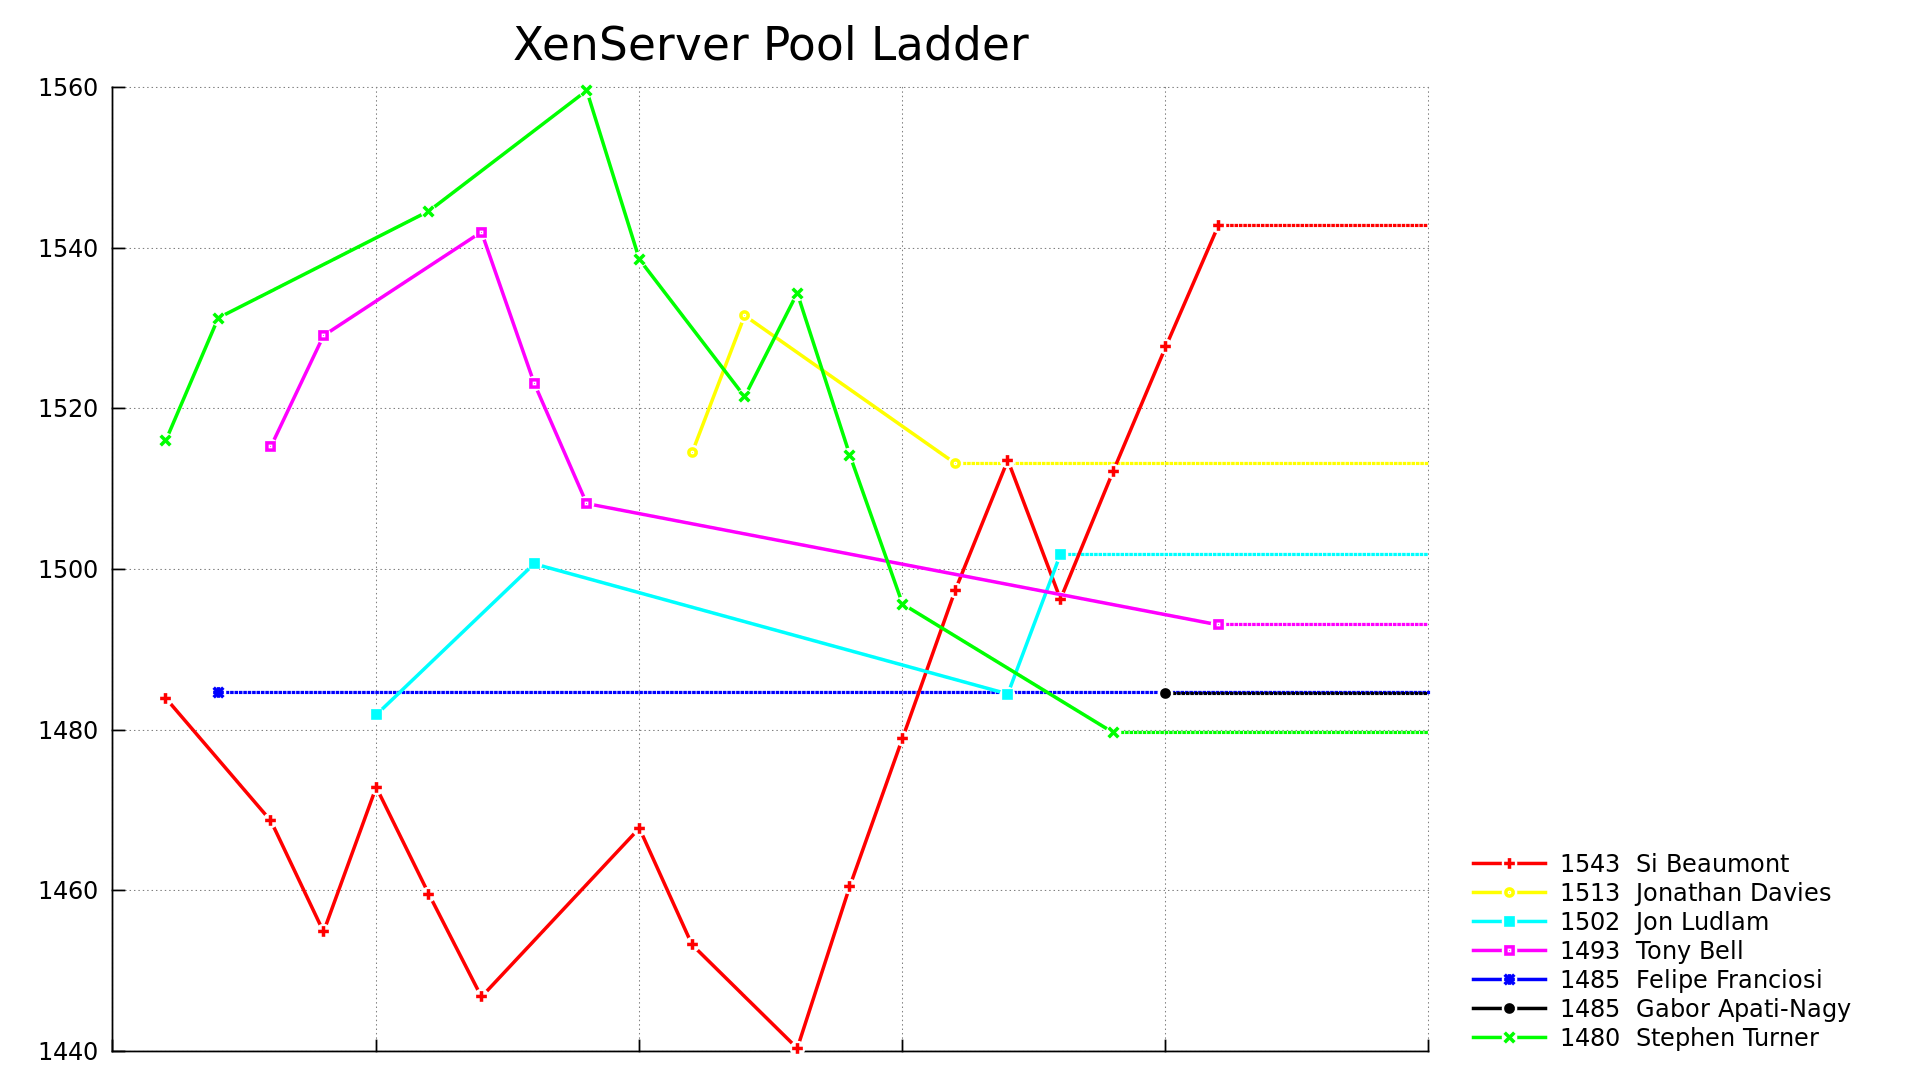 XenServer Pool Ladder
1560
1540
1520
1500
1480
1460
1440
1543 Si Beaumont
1513 Jonathan Davies
1502 Jon Ludlam
1493 Tony Bell
1485 Felipe Franciosi
1485 Gabor Apati-Nagy
1480 Stephen Turner